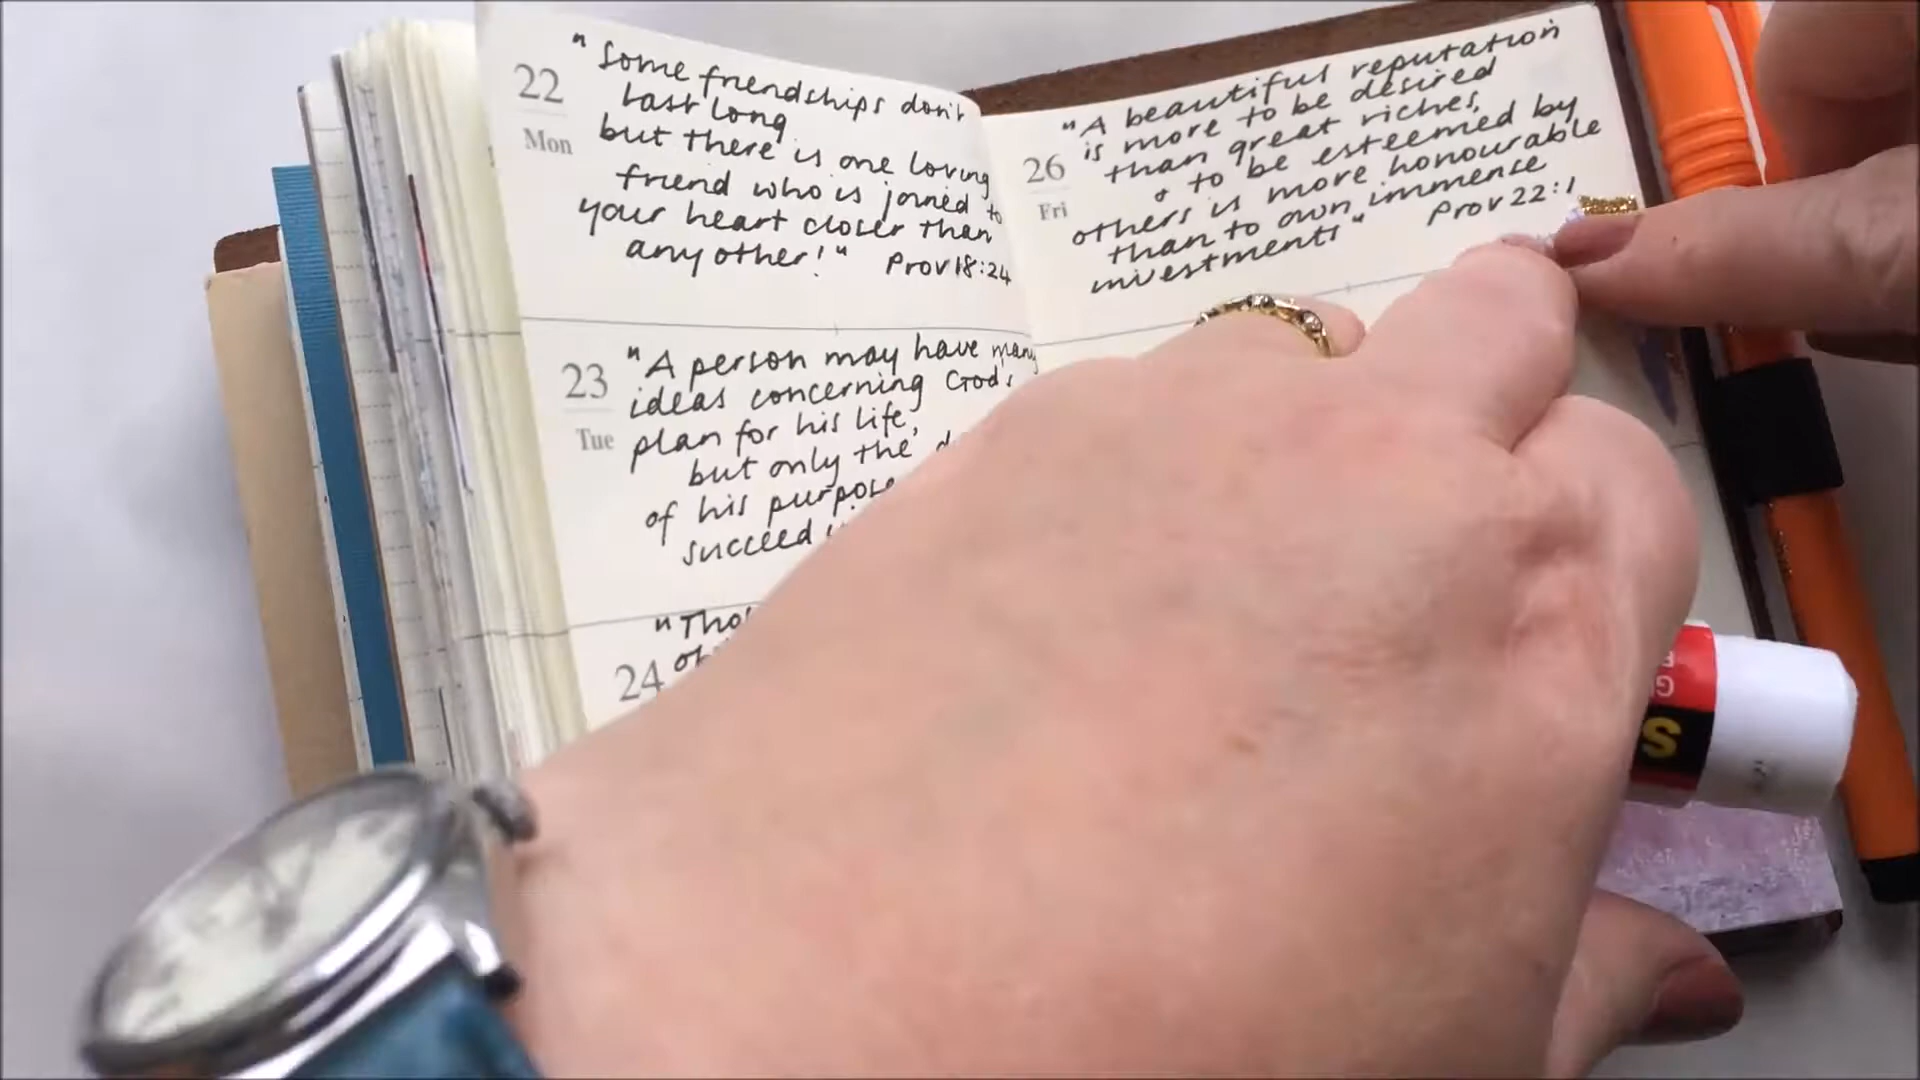 22
Mon
"Some friendships don't
last long
but there is one loving
friend who is joined to
your heart closer than
any other!" Prov 18:24
23
Tue
"A person may have many
ideas concerning God's
plan for his life,
but only the
of his purpose
succeed
24
26
Fri
"A beautiful reputation
is more to be desired
than great riches,
& to be esteemed by
others is more honourable
than to own immense
investments" Prov 22:1
S